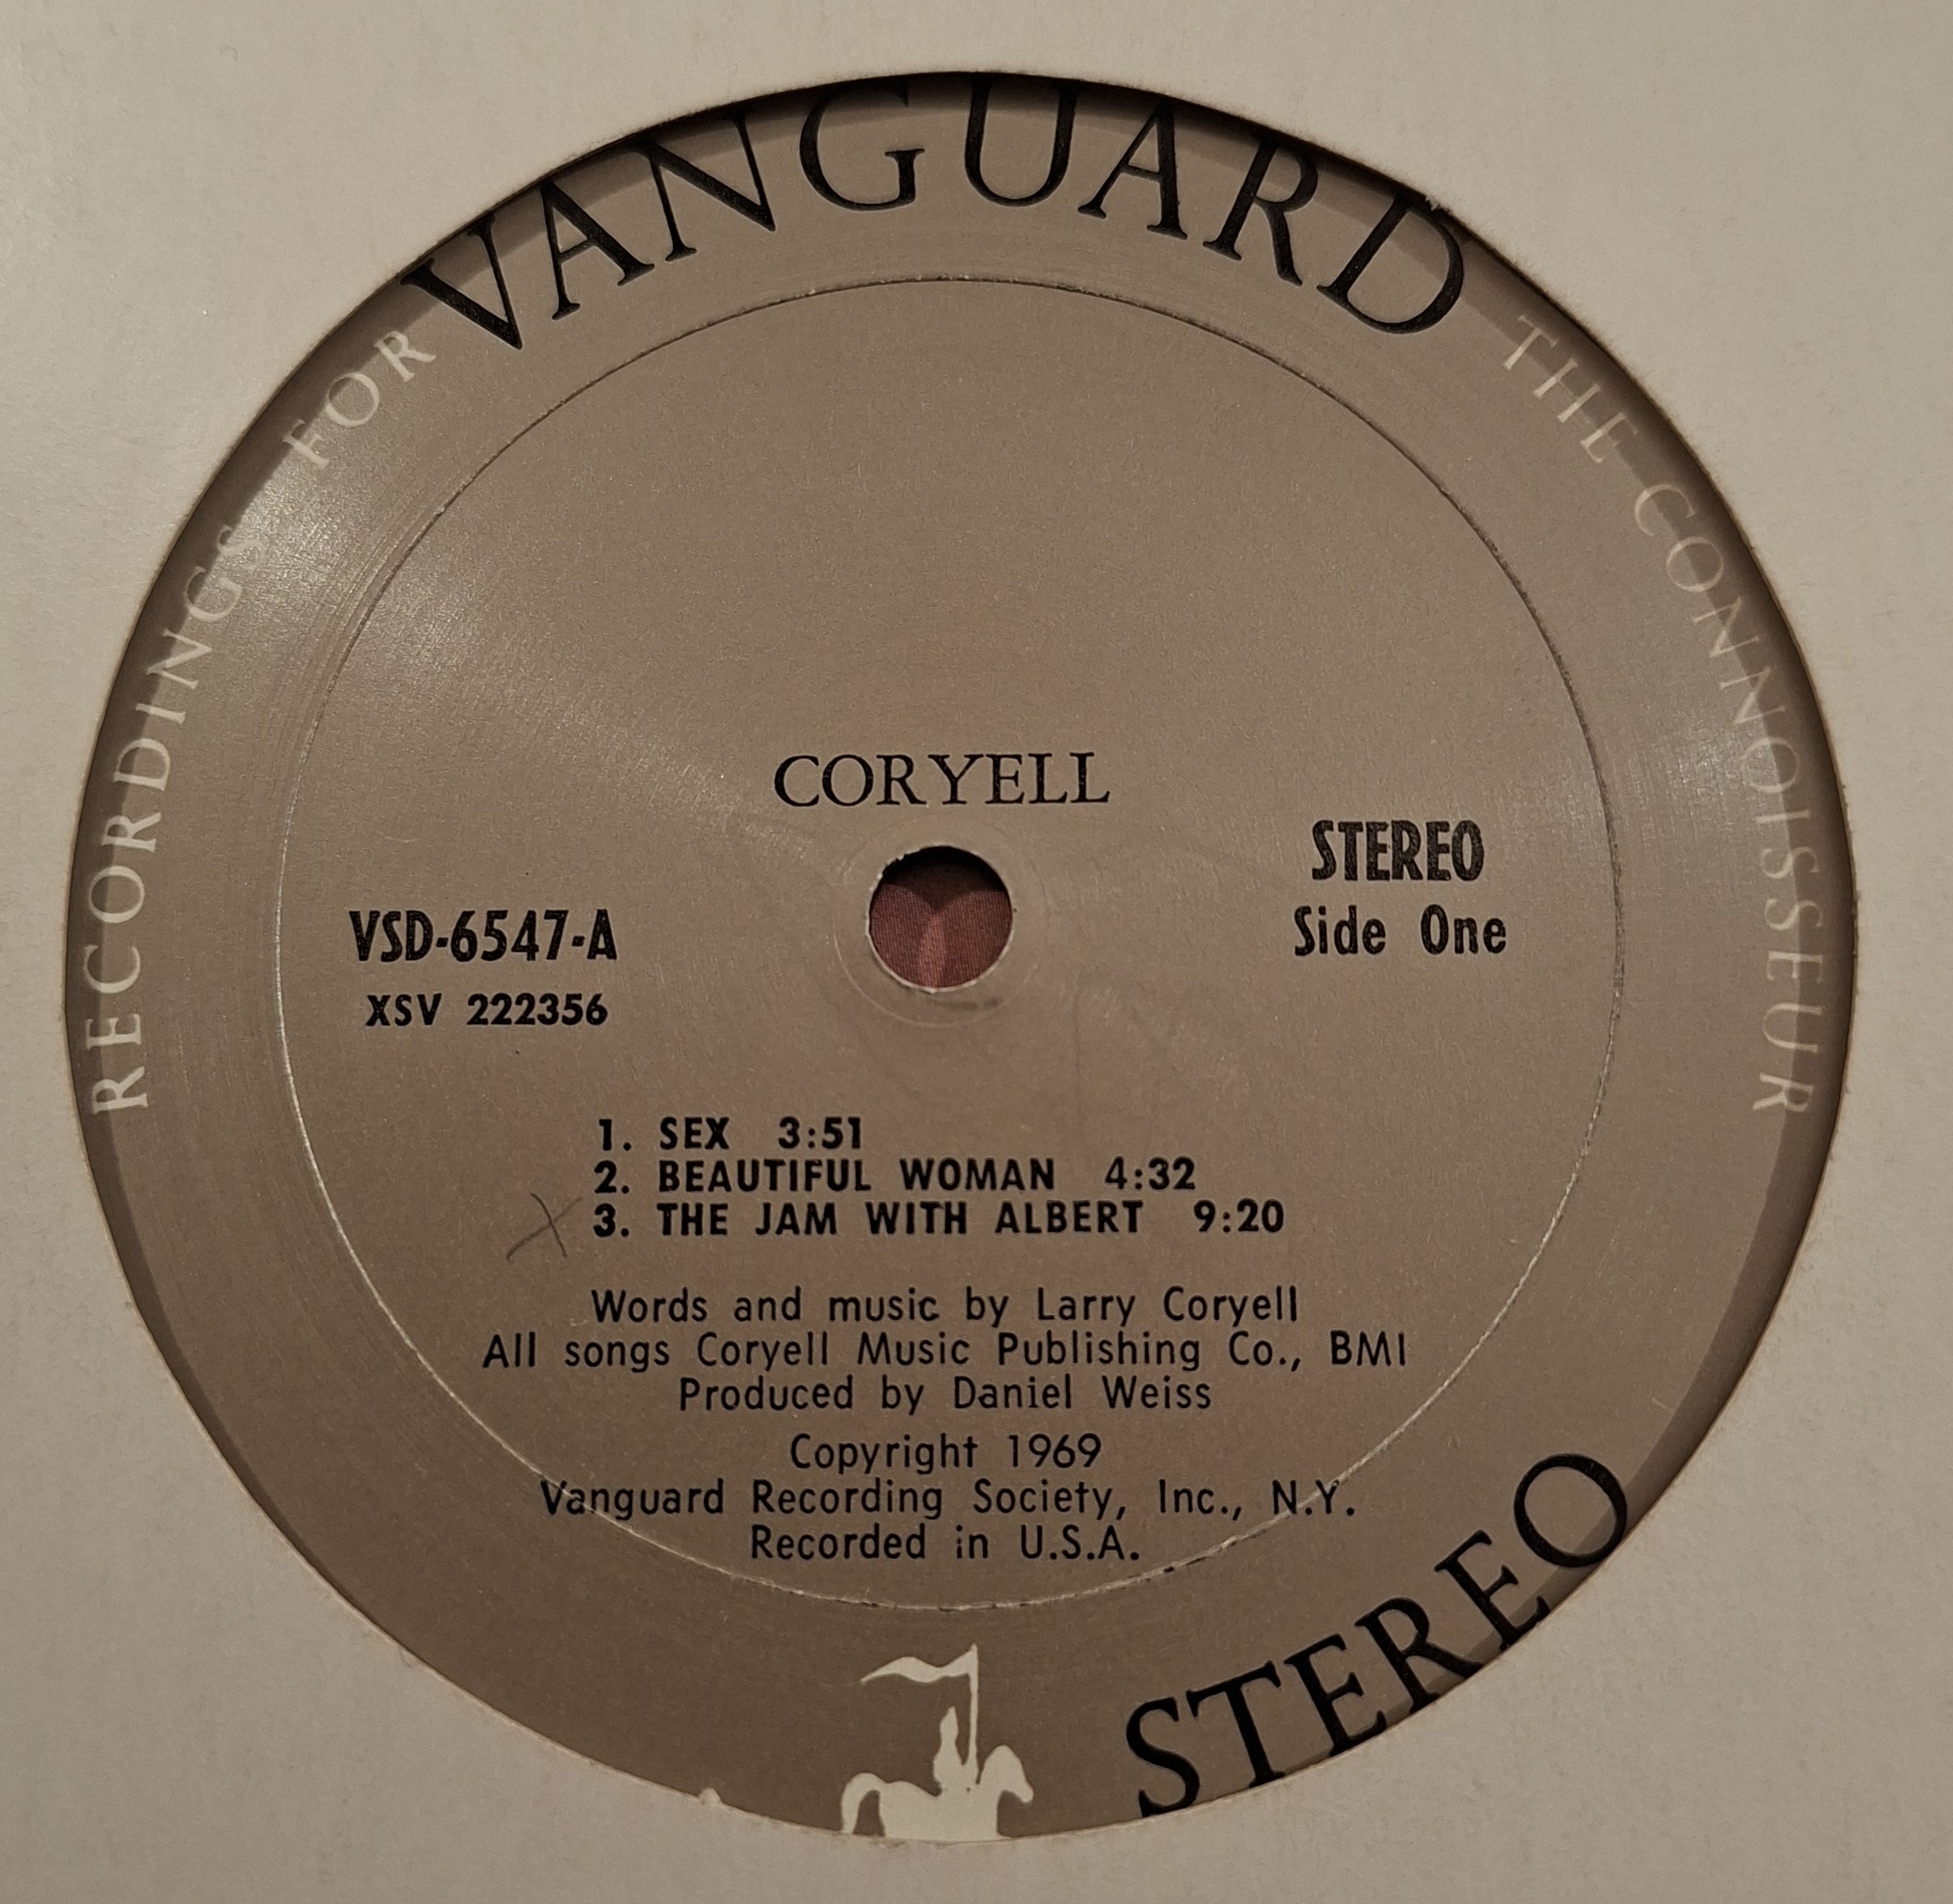 VANGUARD
RECORDINGS FOR THE CONNOISSEUR
CORYELL
STEREO
Side One
VSD-6547-A
XSV 222356
1. SEX 3:51
2. BEAUTIFUL WOMAN 4:32
3. THE JAM WITH ALBERT 9:20
Words and music by Larry Coryell
All songs Coryell Music Publishing Co., BMI
Produced by Daniel Weiss
Copyright 1969
Vanguard Recording Society, Inc., N.Y.
Recorded in U.S.A.
STEREO